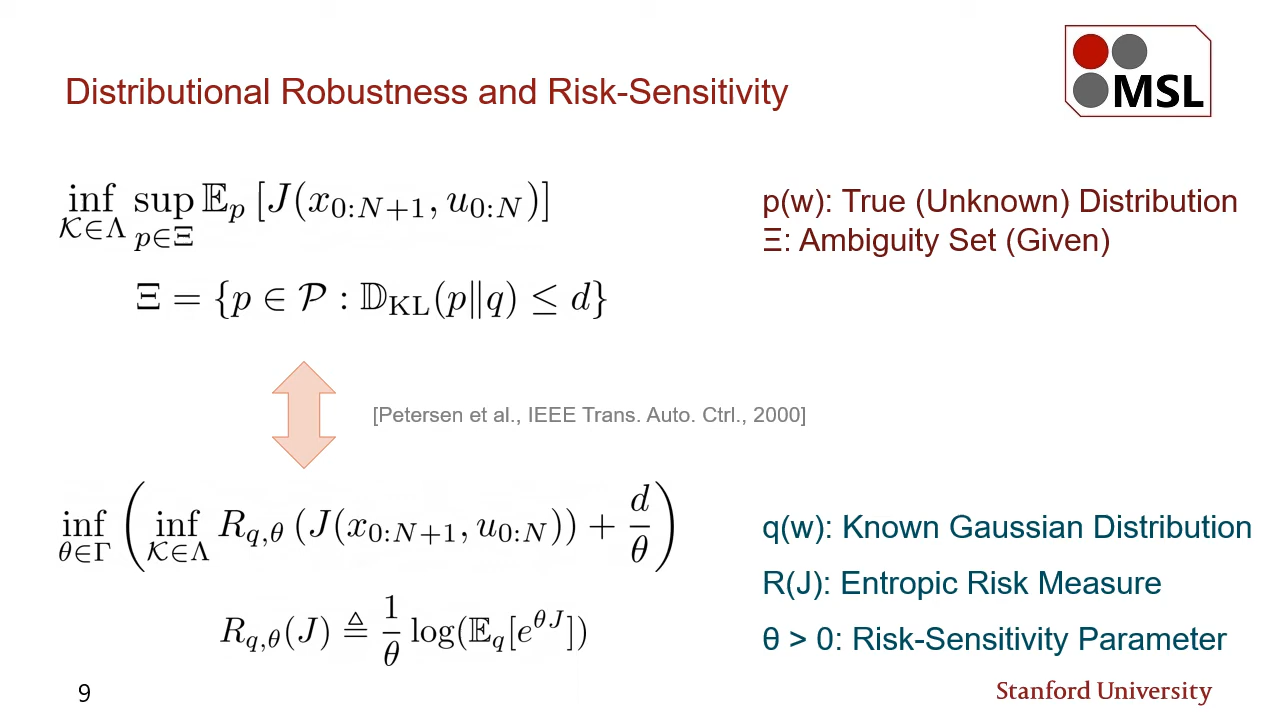 MSL
Distributional Robustness and Risk-Sensitivity
inf_{𝒦∈Λ} sup_{p∈Ξ} 𝔼_p [J(x_{0:N+1}, u_{0:N})]
p(w): True (Unknown) Distribution
Ξ: Ambiguity Set (Given)
Ξ = {p ∈ 𝒫 : 𝔻_{KL}(p‖q) ≤ d}
[Petersen et al., IEEE Trans. Auto. Ctrl., 2000]
inf_{θ∈Γ} ( inf_{𝒦∈Λ} R_{q,θ} (J(x_{0:N+1}, u_{0:N})) + d/θ )
q(w): Known Gaussian Distribution
R(J): Entropic Risk Measure
R_{q,θ}(J) ≜ 1/θ log(𝔼_q[e^{θJ}])
θ > 0: Risk-Sensitivity Parameter
9
Stanford University